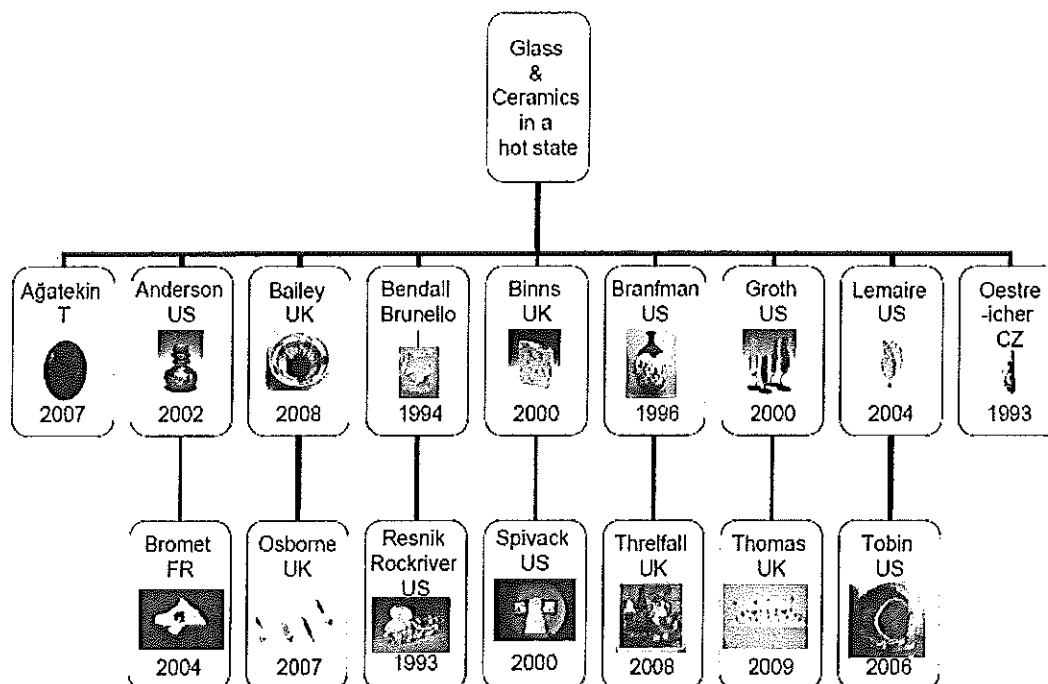 Glass
&
Ceramics
in a
hot state
Ağatekin
T
2007
Anderson
US
2002
Bailey
UK
2008
Bendall
Brunello
1994
Binns
UK
2000
Branfman
US
1996
Groth
US
2000
Lemaire
US
2004
Oestre
-icher
CZ
1993
Bromet
FR
2004
Osborne
UK
2007
Resnik
Rockriver
US
1993
Spivack
US
2000
Threlfall
UK
2008
Thomas
UK
2009
Tobin
US
2006